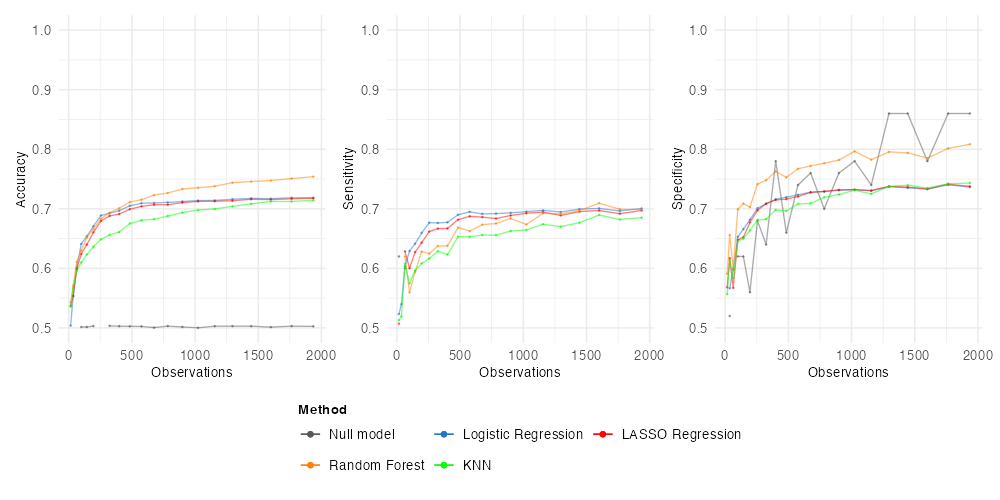 Accuracy
1.0
0.9
0.8
0.7
0.6
0.5
0 500 1000 1500 2000
Observations
Sensitivity
1.0
0.9
0.8
0.7
0.6
0.5
0 500 1000 1500 2000
Observations
Specificity
1.0
0.9
0.8
0.7
0.6
0.5
0 500 1000 1500 2000
Observations
Method
Null model Logistic Regression LASSO Regression
Random Forest KNN